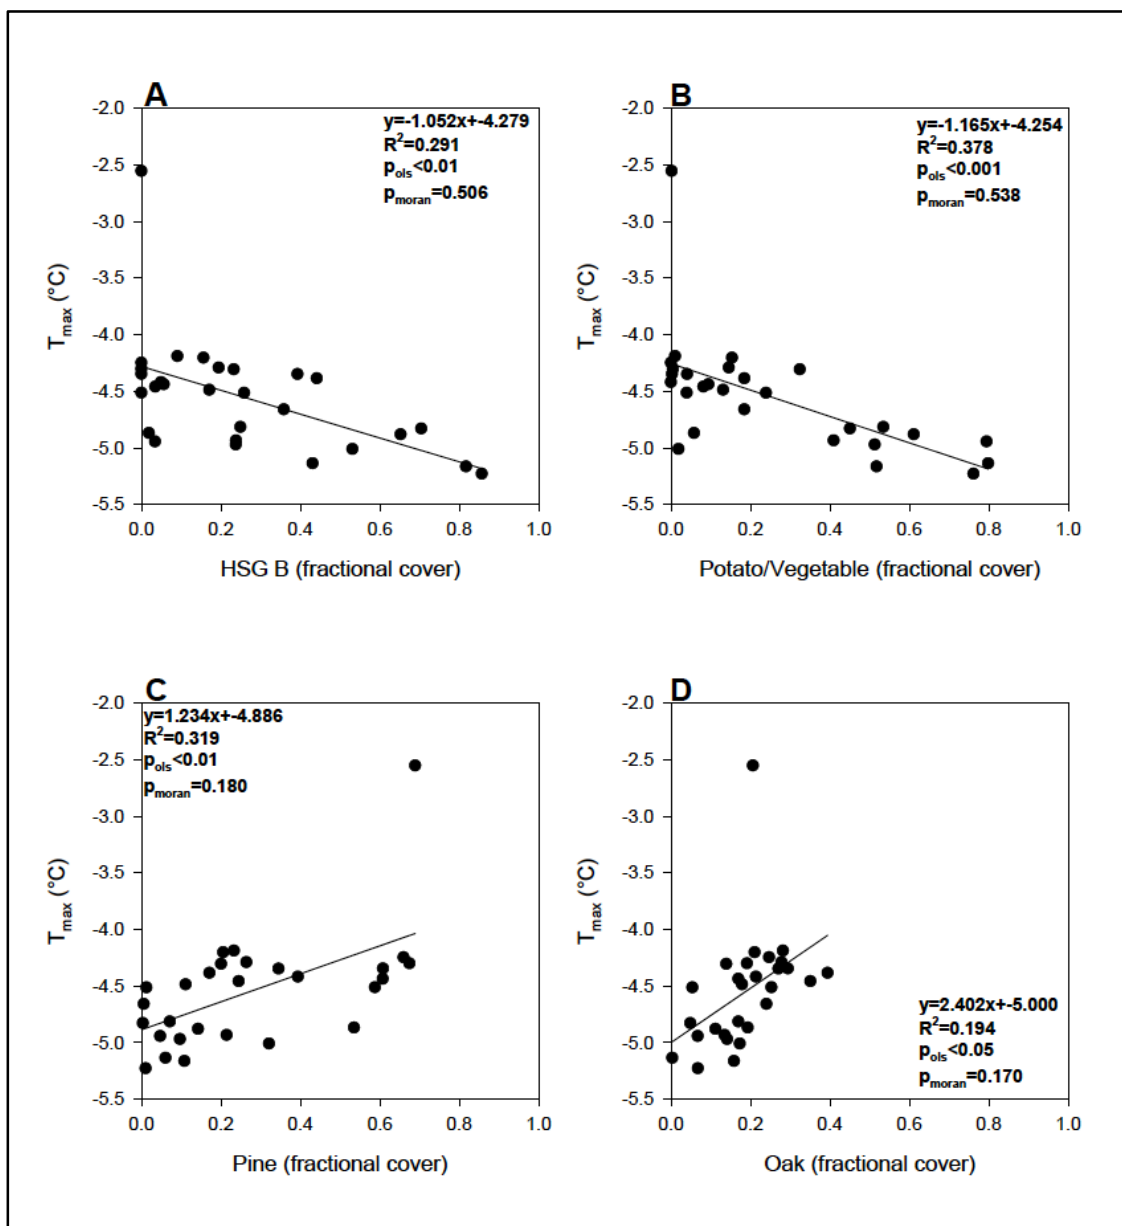 A
y=-1.052x+-4.279
R²=0.291
pols<0.01
pmoran=0.506
-2.0
-2.5
-3.0
-3.5
-4.0
-4.5
-5.0
-5.5
Tmax (°C)
0.0 0.2 0.4 0.6 0.8 1.0
HSG B (fractional cover)
B
y=-1.165x+-4.254
R²=0.378
pols<0.001
pmoran=0.538
-2.0
-2.5
-3.0
-3.5
-4.0
-4.5
-5.0
-5.5
Tmax (°C)
0.0 0.2 0.4 0.6 0.8 1.0
Potato/Vegetable (fractional cover)
C
y=1.234x+-4.886
R²=0.319
pols<0.01
pmoran=0.180
-2.0
-2.5
-3.0
-3.5
-4.0
-4.5
-5.0
-5.5
Tmax (°C)
0.0 0.2 0.4 0.6 0.8 1.0
Pine (fractional cover)
D
-2.0
-2.5
-3.0
-3.5
-4.0
-4.5
-5.0
-5.5
Tmax (°C)
y=2.402x+-5.000
R²=0.194
pols<0.05
pmoran=0.170
0.0 0.2 0.4 0.6 0.8 1.0
Oak (fractional cover)